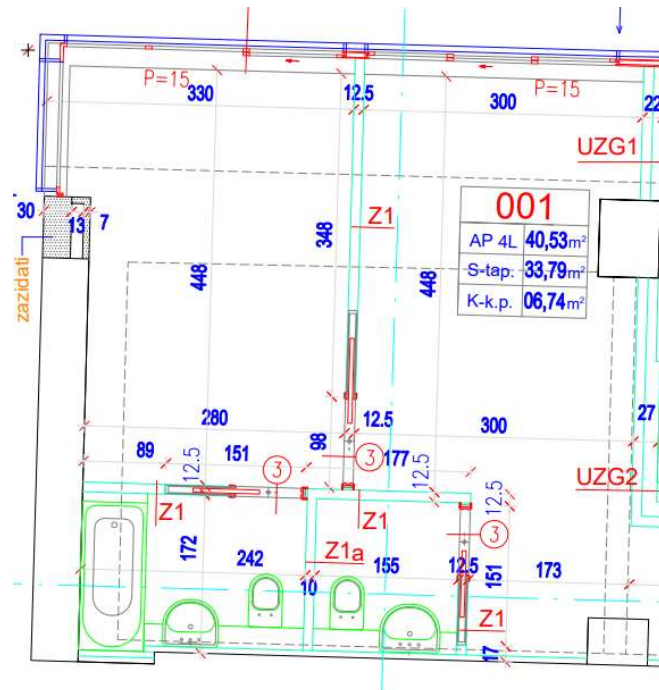 P=15
P=15
330
12.5
300
22
UZG1
30
13
7
Z1
348
001
AP 4L 40,53m²
S-tap. 33,79m²
K-k.p. 06,74m²
zazidati
448
448
280
12.5
300
27
89
12.5
151
98
3
177
12.5
3
12.5
UZG2
Z1
Z1
3
172
242
Z1a
155
12.5
151
173
10
Z1
17